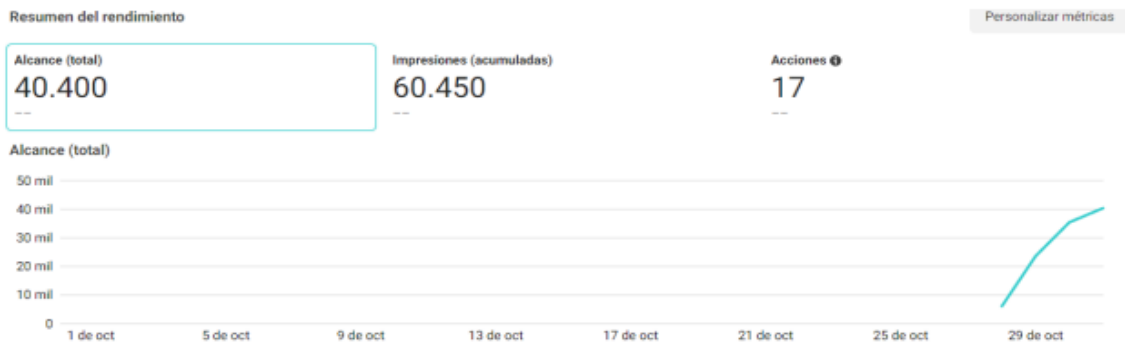 Resumen del rendimiento
Personalizar métricas
Alcance (total)
Impresiones (acumuladas)
Acciones
40.400
60.450
17
--
--
--
Alcance (total)
50 mil
40 mil
30 mil
20 mil
10 mil
0
1 de oct
5 de oct
9 de oct
13 de oct
17 de oct
21 de oct
25 de oct
29 de oct